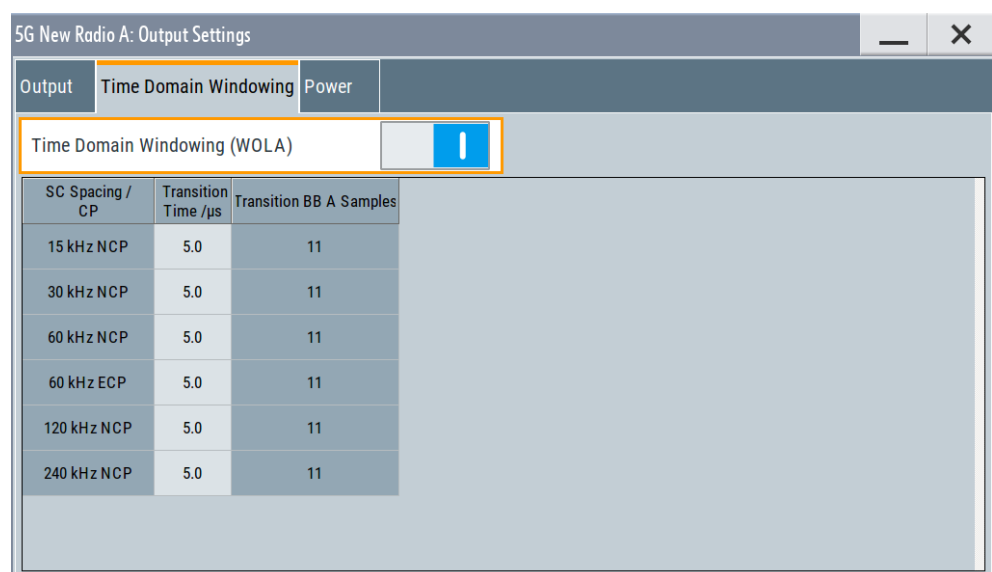 5G New Radio A: Output Settings
Output Time Domain Windowing Power
Time Domain Windowing (WOLA)
SC Spacing / CP Transition Time /µs Transition BB A Samples
15 kHz NCP 5.0 11
30 kHz NCP 5.0 11
60 kHz NCP 5.0 11
60 kHz ECP 5.0 11
120 kHz NCP 5.0 11
240 kHz NCP 5.0 11